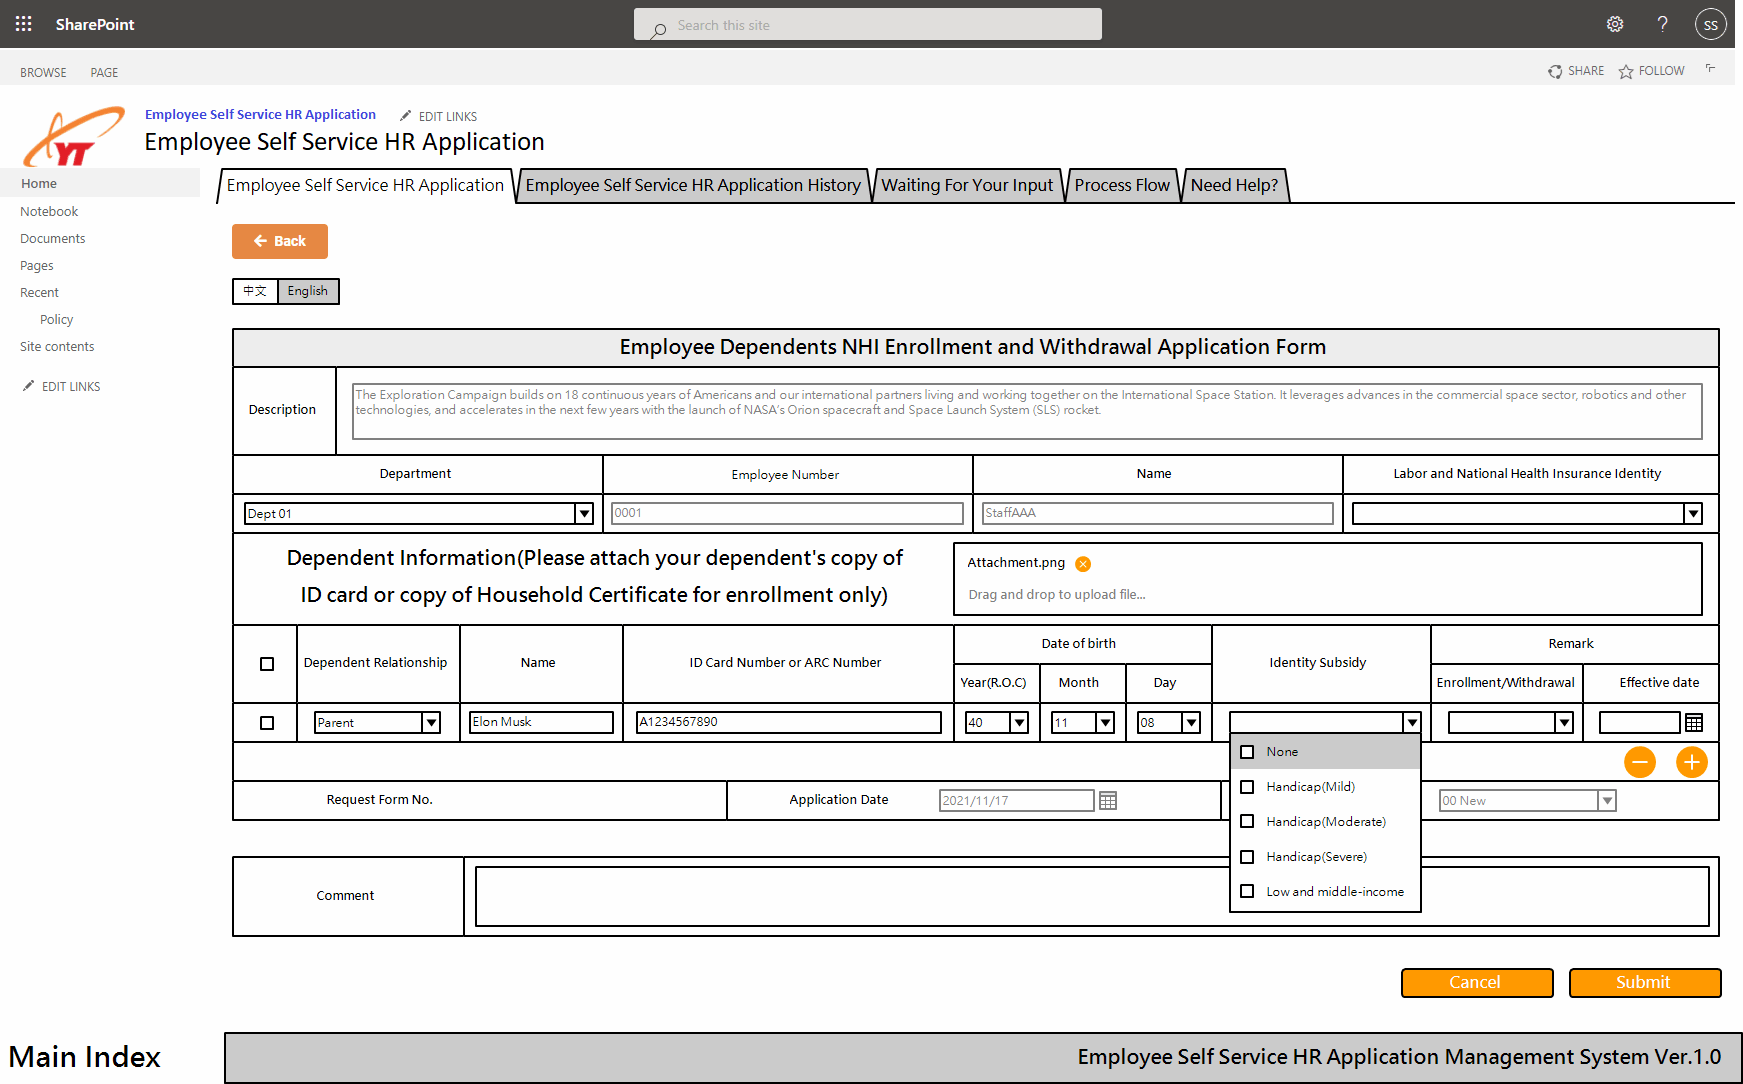 SharePoint
Search this site
?
SS
BROWSE
PAGE
SHARE
FOLLOW
YT
Employee Self Service HR Application
EDIT LINKS
Employee Self Service HR Application
Home
Notebook
Documents
Pages
Recent
Policy
Site contents
EDIT LINKS
Employee Self Service HR Application
Employee Self Service HR Application History
Waiting For Your Input
Process Flow
Need Help?
Back
中文
English
Employee Dependents NHI Enrollment and Withdrawal Application Form
Description
The Exploration Campaign builds on 18 continuous years of Americans and our international partners living and working together on the International Space Station. It leverages advances in the commercial space sector, robotics and other
technologies, and accelerates in the next few years with the launch of NASA's Orion spacecraft and Space Launch System (SLS) rocket.
Department
Employee Number
Name
Labor and National Health Insurance Identity
Dept 01
0001
StaffAAA
Dependent Information(Please attach your dependent's copy of
ID card or copy of Household Certificate for enrollment only)
Attachment.png
Drag and drop to upload file...
Dependent Relationship
Name
ID Card Number or ARC Number
Date of birth
Year(R.O.C)
Month
Day
Identity Subsidy
Remark
Enrollment/Withdrawal
Effective date
Parent
Elon Musk
A1234567890
40
11
08
None
Handicap(Mild)
Handicap(Moderate)
Handicap(Severe)
Low and middle-income
Request Form No.
Application Date
2021/11/17
00 New
Comment
Cancel
Submit
Main Index
Employee Self Service HR Application Management System Ver.1.0